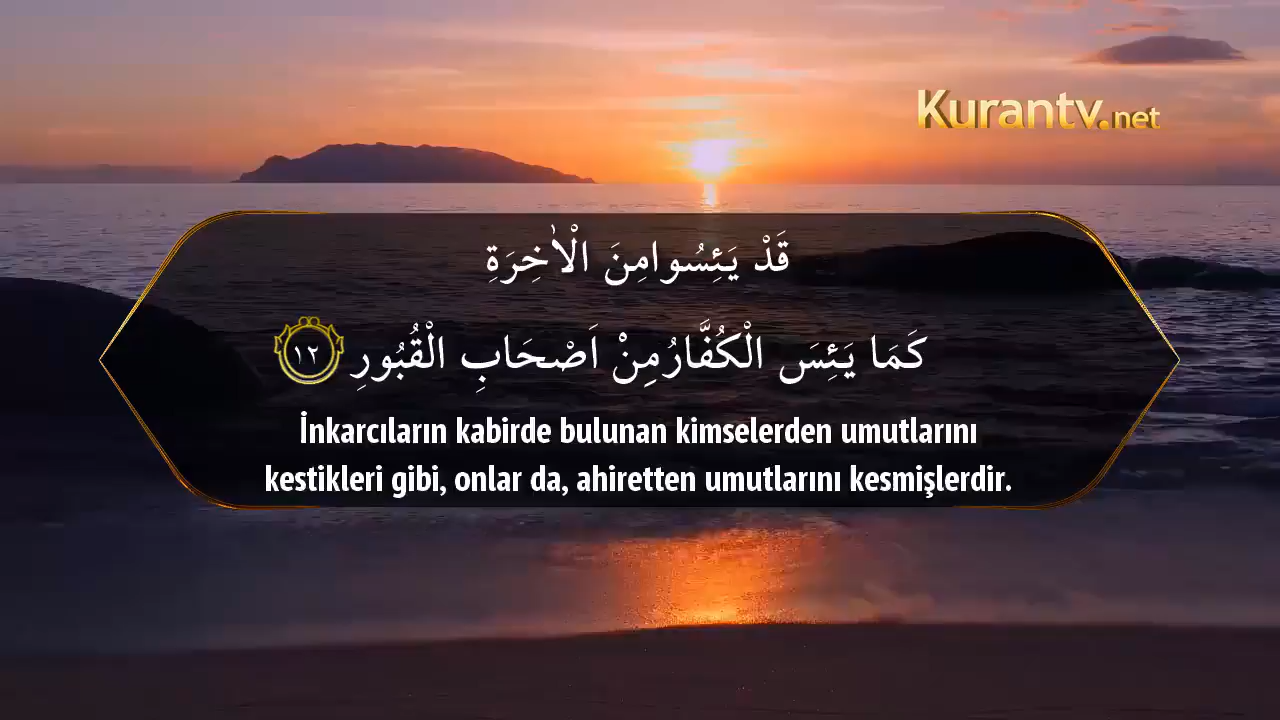 Kurantv.net
قَدْ يَئِسُوامِنَ الْاٰخِرَةِ
كَمَا يَئِسَ الْكُفَّارُمِنْ اَصْحَابِ الْقُبُورِ ١٢
İnkarcıların kabirde bulunan kimselerden umutlarını
kestikleri gibi, onlar da, ahiretten umutlarını kesmişlerdir.